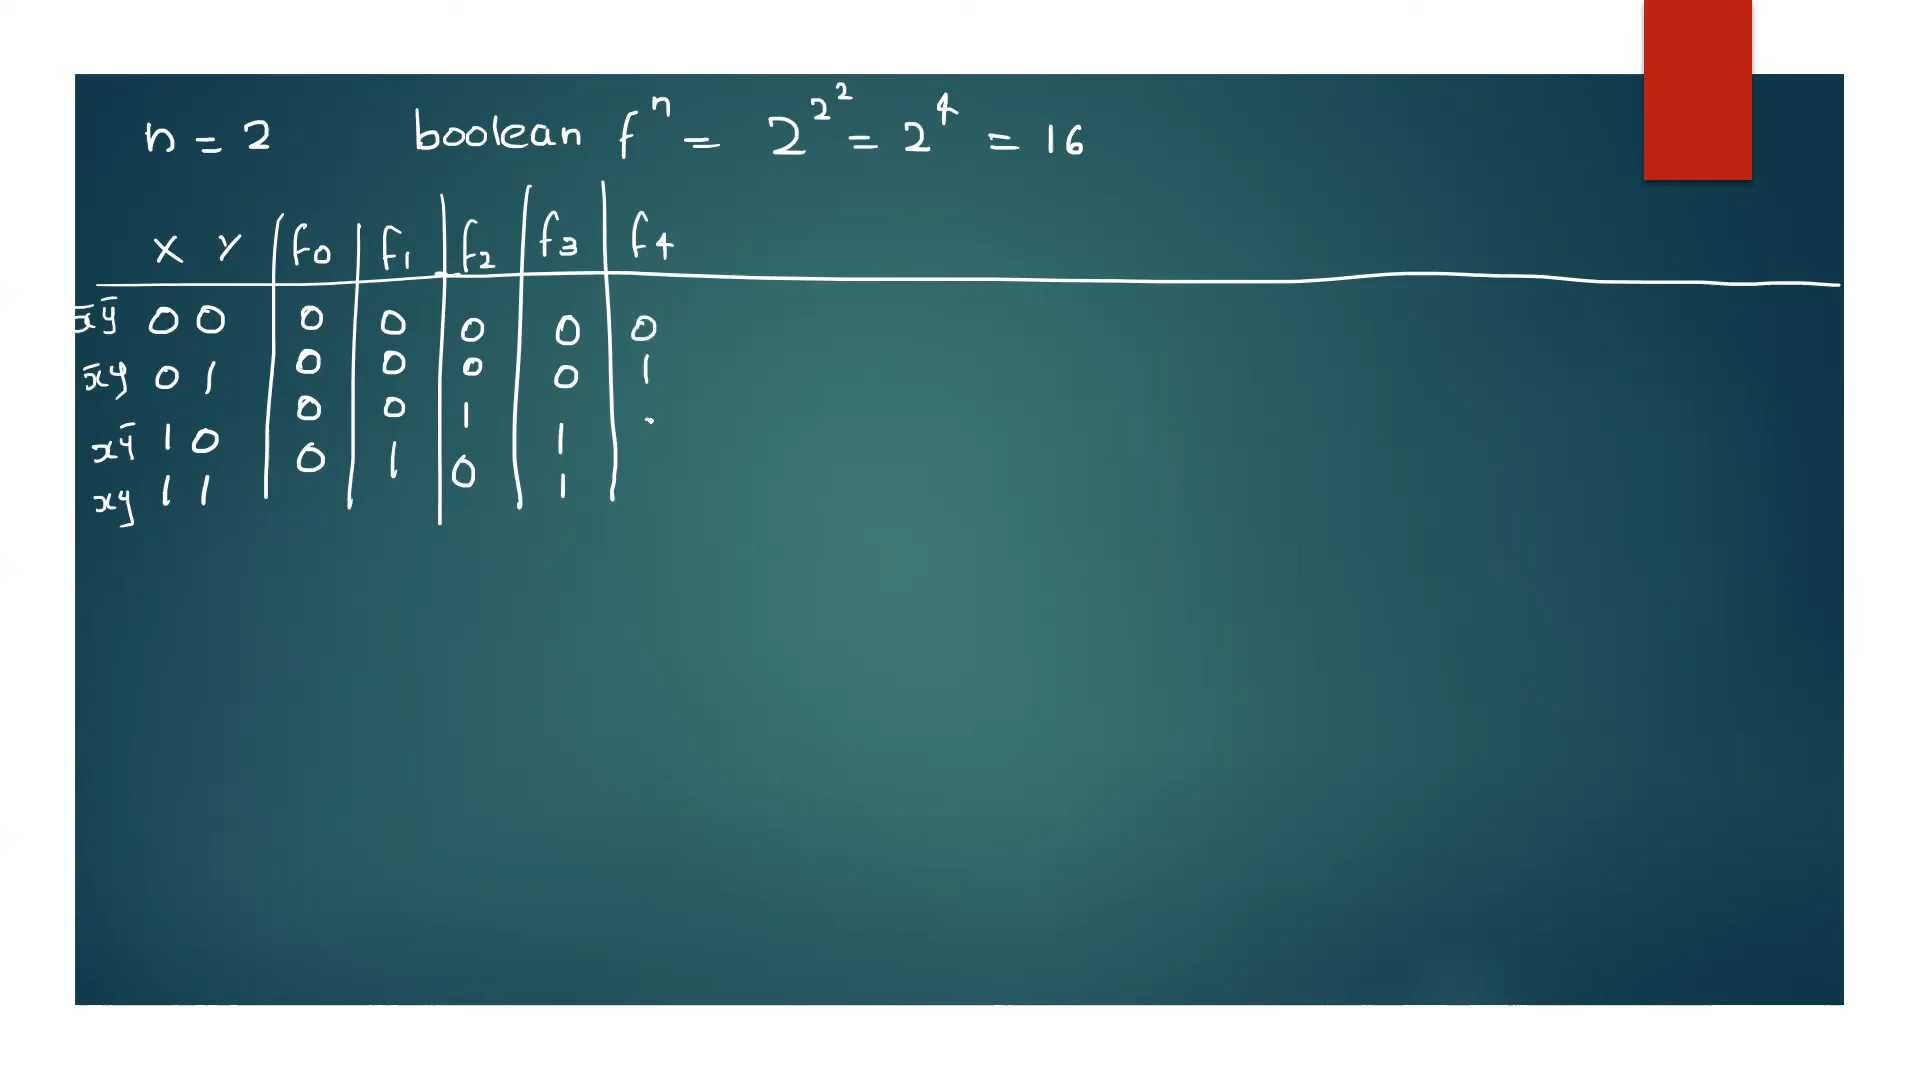 n = 2 boolean fⁿ = 2^2^2 = 2^4 = 16
X Y f0 f1 f2 f3 f4
x̄ȳ 0 0 0 0 0 0 0
x̄y 0 1 0 0 0 0 1
xȳ 1 0 0 0 1 1
xy 1 1 0 1 0 1